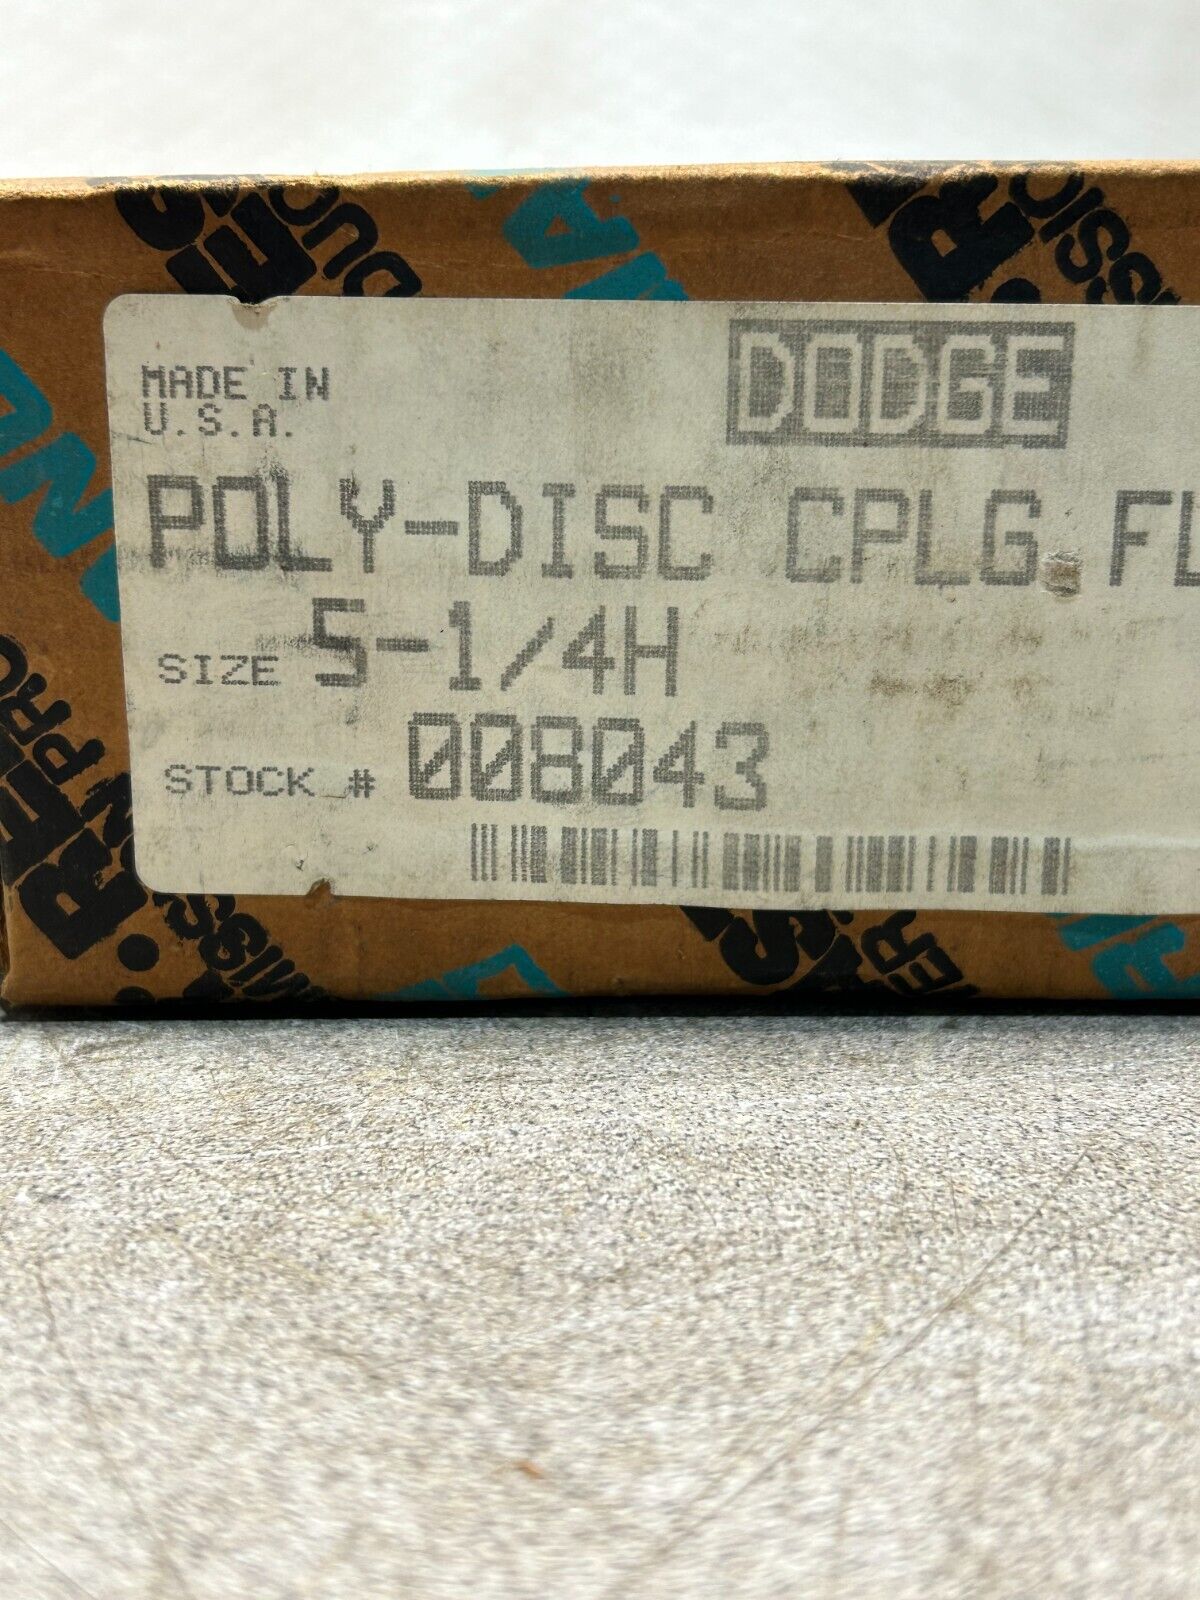 MADE IN
U.S.A.
DODGE
POLY-DISC CPLG FL
SIZE 5-1/4H
STOCK # 008043